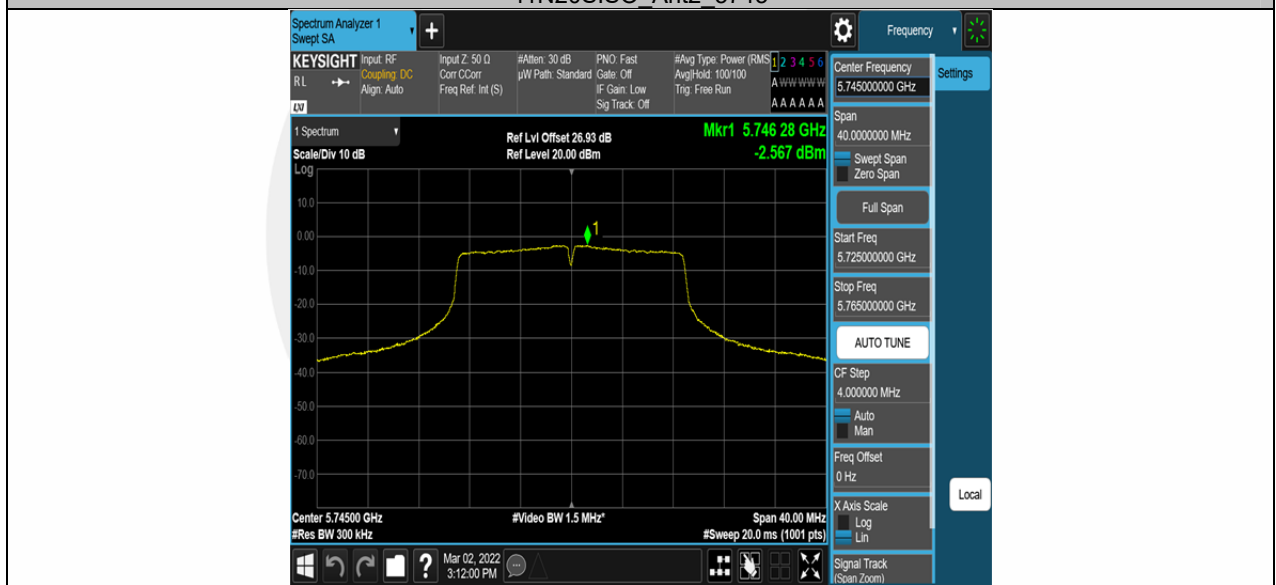 Spectrum Analyzer 1
Swept SA
+
Frequency
KEYSIGHT
RL
LXI
Input: RF
Coupling: DC
Align: Auto
Input Z: 50 Ω
Corr CCorr
Freq Ref: Int (S)
#Atten: 30 dB
µW Path: Standard
PNO: Fast
Gate: Off
IF Gain: Low
Sig Track: Off
#Avg Type: Power (RMS
Avg|Hold: 100/100
Trig: Free Run
1 2 3 4 5 6
A W W W W W
A A A A A A
1 Spectrum
Scale/Div 10 dB
Log
Ref Lvl Offset 26.93 dB
Ref Level 20.00 dBm
Mkr1 5.746 28 GHz
-2.567 dBm
1
10.0
0.00
-10.0
-20.0
-30.0
-40.0
-50.0
-60.0
-70.0
Center 5.74500 GHz
#Res BW 300 kHz
#Video BW 1.5 MHz*
Span 40.00 MHz
#Sweep 20.0 ms (1001 pts)
?
Mar 02, 2022
3:12:00 PM
Center Frequency
5.745000000 GHz
Span
40.0000000 MHz
Swept Span
Zero Span
Full Span
Start Freq
5.725000000 GHz
Stop Freq
5.765000000 GHz
AUTO TUNE
CF Step
4.000000 MHz
Auto
Man
Freq Offset
0 Hz
X Axis Scale
Log
Lin
Signal Track
(Span Zoom)
Settings
Local